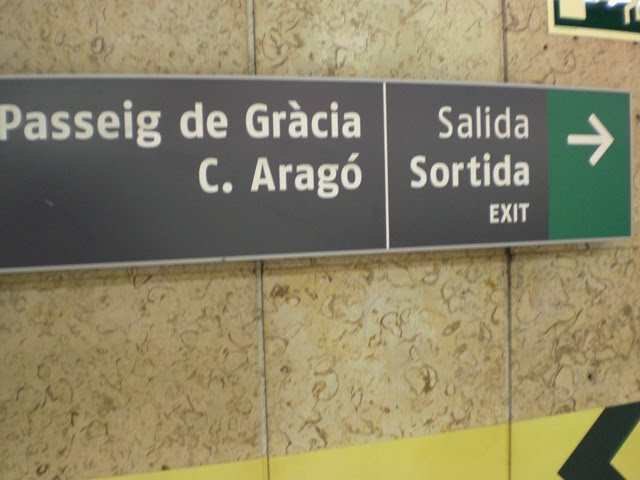 Passeig de Gràcia
C. Aragó
Salida
Sortida
EXIT